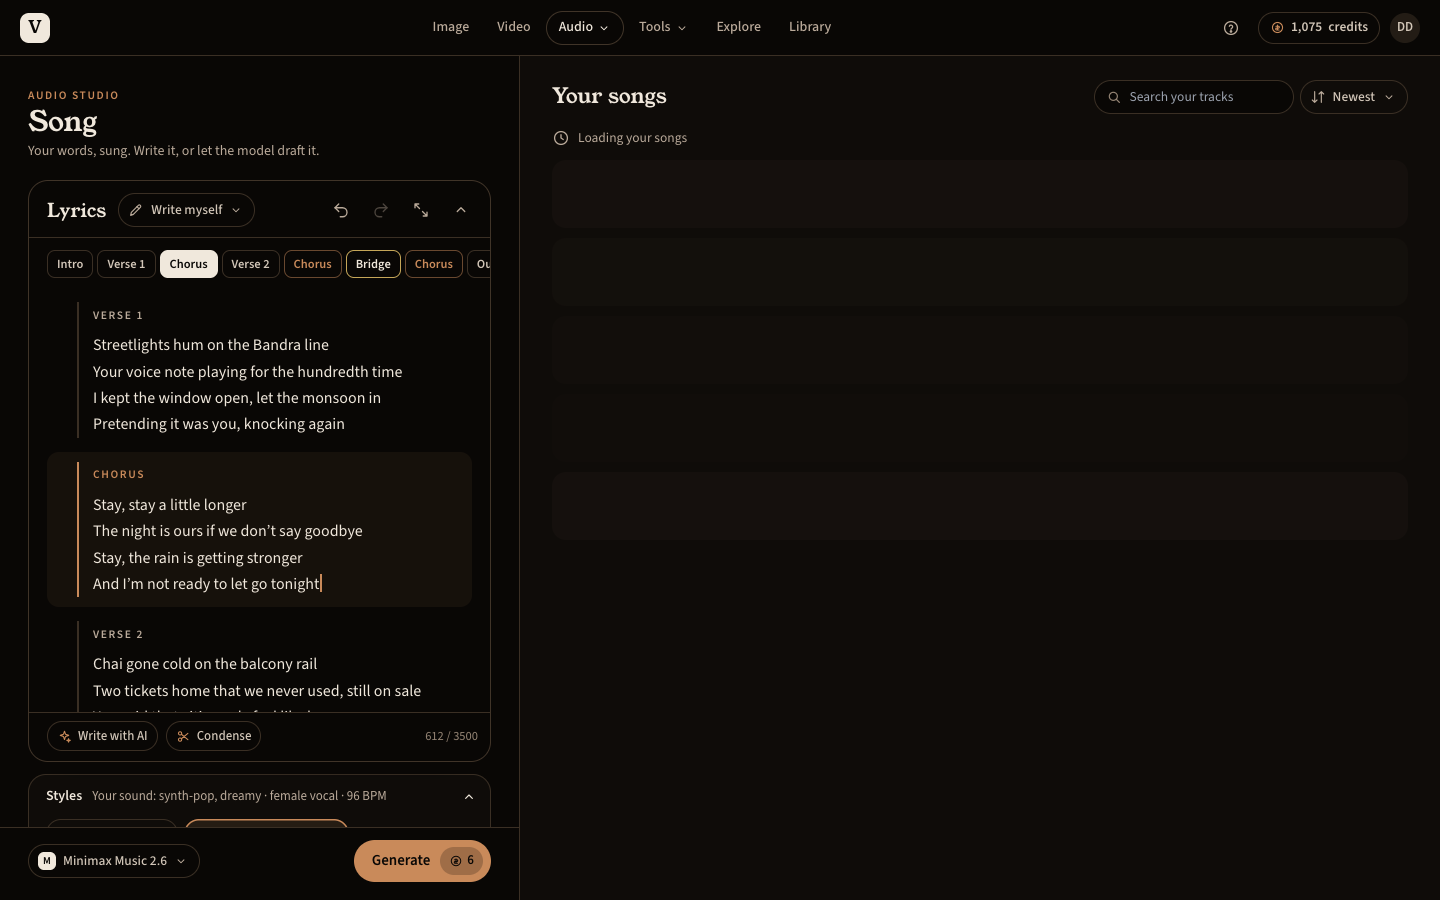 V
Image
Video
Audio
Tools
Explore
Library
1,075 credits
DD
AUDIO STUDIO
Song
Your words, sung. Write it, or let the model draft it.
Lyrics
Write myself
Intro
Verse 1
Chorus
Verse 2
Chorus
Bridge
Chorus
VERSE 1
Streetlights hum on the Bandra line
Your voice note playing for the hundredth time
I kept the window open, let the monsoon in
Pretending it was you, knocking again
CHORUS
Stay, stay a little longer
The night is ours if we don’t say goodbye
Stay, the rain is getting stronger
And I’m not ready to let go tonight
VERSE 2
Chai gone cold on the balcony rail
Two tickets home that we never used, still on sale
Write with AI
Condense
612 / 3500
Styles
Your sound: synth-pop, dreamy · female vocal · 96 BPM
M
Minimax Music 2.6
Generate
6
Your songs
Search your tracks
Newest
Loading your songs